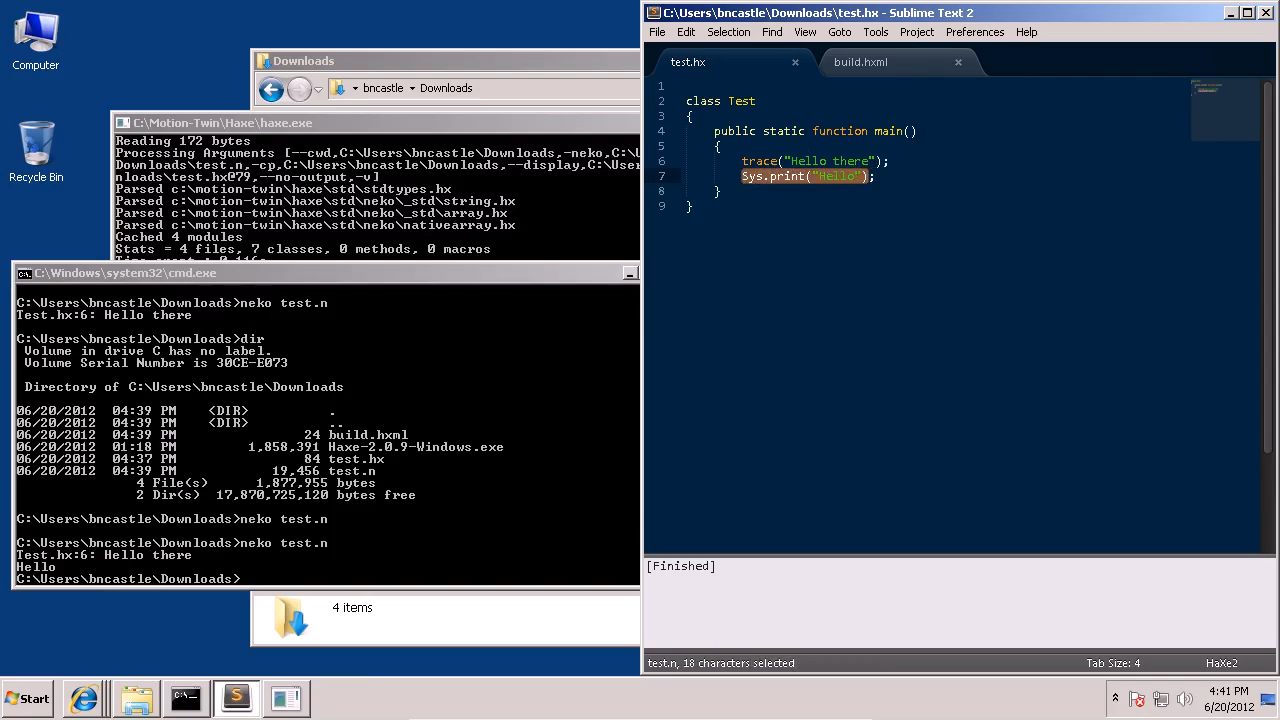 Computer
Recycle Bin
Downloads
bncastle Downloads
C:\Motion-Twin\Haxe\haxe.exe
Reading 172 bytes
Processing Arguments [--cwd,C:\Users\bncastle\Downloads,-neko,C:\U
Downloads\test.n,-cp,C:\Users\bncastle\Downloads,--display,C:\Users
nloads\test.hx@79,--no-output,-v]
Parsed c:\motion-twin\haxe\std\stdtypes.hx
Parsed c:\motion-twin\haxe\std\neko\_std\string.hx
Parsed c:\motion-twin\haxe\std\neko\_std\array.hx
Parsed c:\motion-twin\haxe\std\neko\nativearray.hx
Cached 4 modules
Stats = 4 files, 7 classes, 0 methods, 0 macros
C:\Windows\system32\cmd.exe
C:\Users\bncastle\Downloads>neko test.n
Test.hx:6: Hello there
C:\Users\bncastle\Downloads>dir
Volume in drive C has no label.
Volume Serial Number is 30CE-E073
Directory of C:\Users\bncastle\Downloads
06/20/2012 04:39 PM <DIR> .
06/20/2012 04:39 PM <DIR> ..
06/20/2012 04:39 PM 24 build.hxml
06/20/2012 01:18 PM 1,858,391 Haxe-2.0.9-Windows.exe
06/20/2012 04:37 PM 84 test.hx
06/20/2012 04:39 PM 19,456 test.n
4 File(s) 1,877,955 bytes
2 Dir(s) 17,870,725,120 bytes free
C:\Users\bncastle\Downloads>neko test.n
C:\Users\bncastle\Downloads>neko test.n
Test.hx:6: Hello there
Hello
C:\Users\bncastle\Downloads>
4 items
C:\Users\bncastle\Downloads\test.hx - Sublime Text 2
File Edit Selection Find View Goto Tools Project Preferences Help
test.hx build.hxml
1
2 class Test
3 {
4 public static function main()
5 {
6 trace("Hello there");
7 Sys.print("Hello");
8 }
9 }
[Finished]
test.n, 18 characters selected Tab Size: 4 HaXe2
Start
4:41 PM
6/20/2012